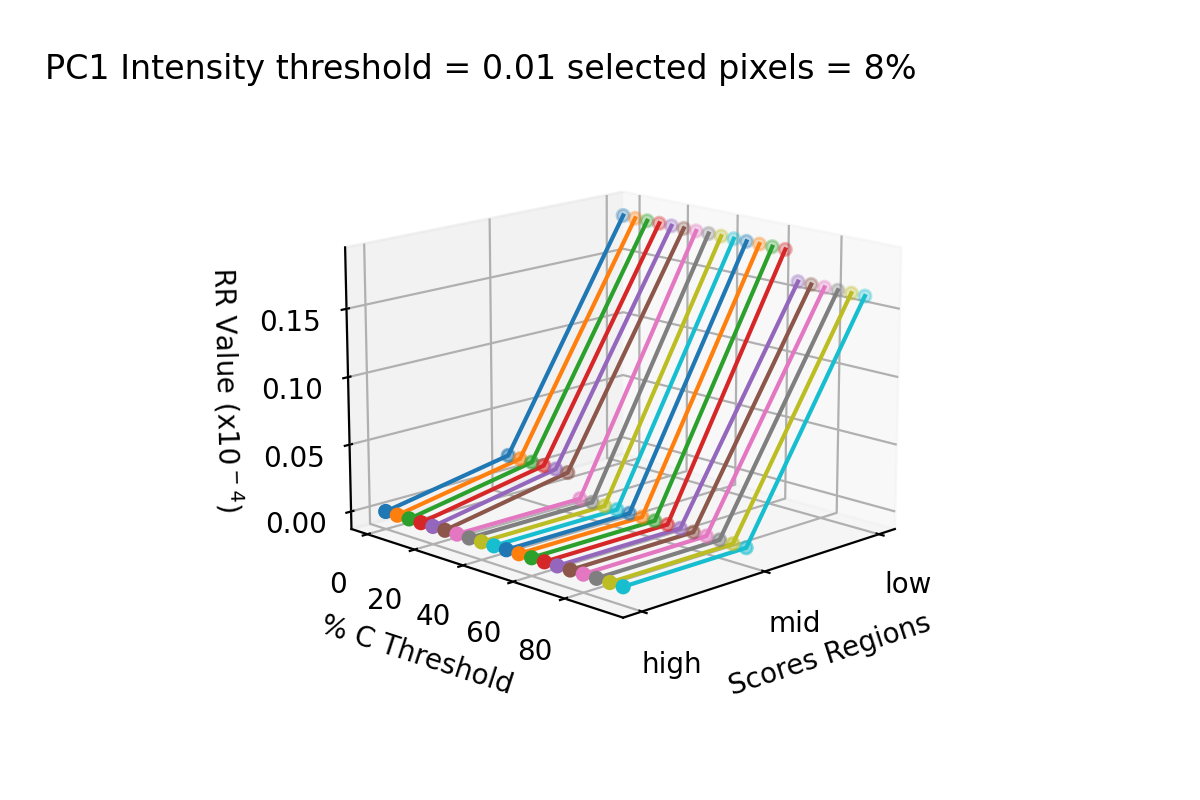 PC1 Intensity threshold = 0.01 selected pixels = 8%
RR Value (x10⁻⁴)
0.15
0.10
0.05
0.00
0
20
40
60
80
% C Threshold
high
mid
low
Scores Regions